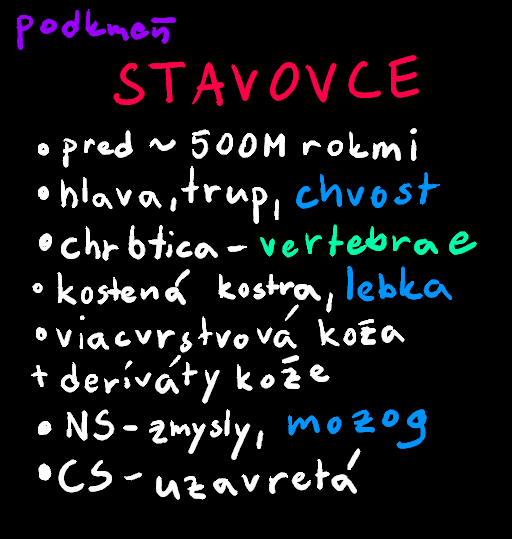 podkmeň
STAVOVCE
• pred ~ 500M rokmi
• hlava, trup, chvost
• chrbtica - vertebrae
• kostená kostra, lebka
• viacvrstvová koža
+ deriváty kože
• NS - zmysly, mozog
• CS - uzavretá